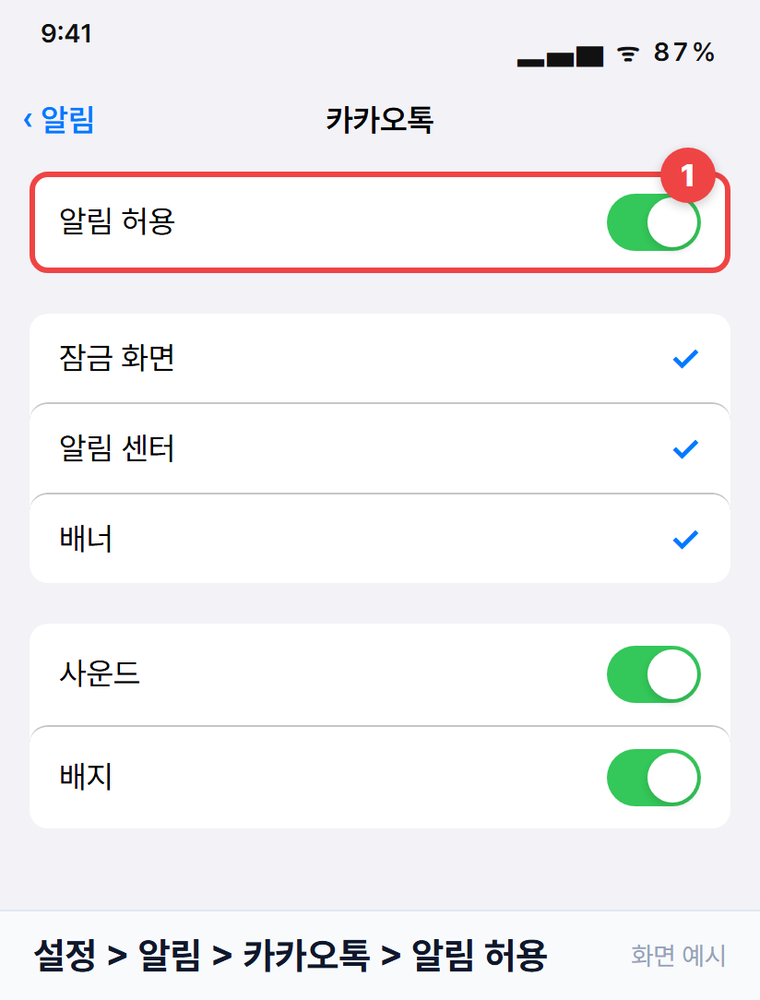 9:41
87%
‹ 알림
카카오톡
1
알림 허용
잠금 화면
알림 센터
배너
사운드
배지
설정 > 알림 > 카카오톡 > 알림 허용
화면 예시